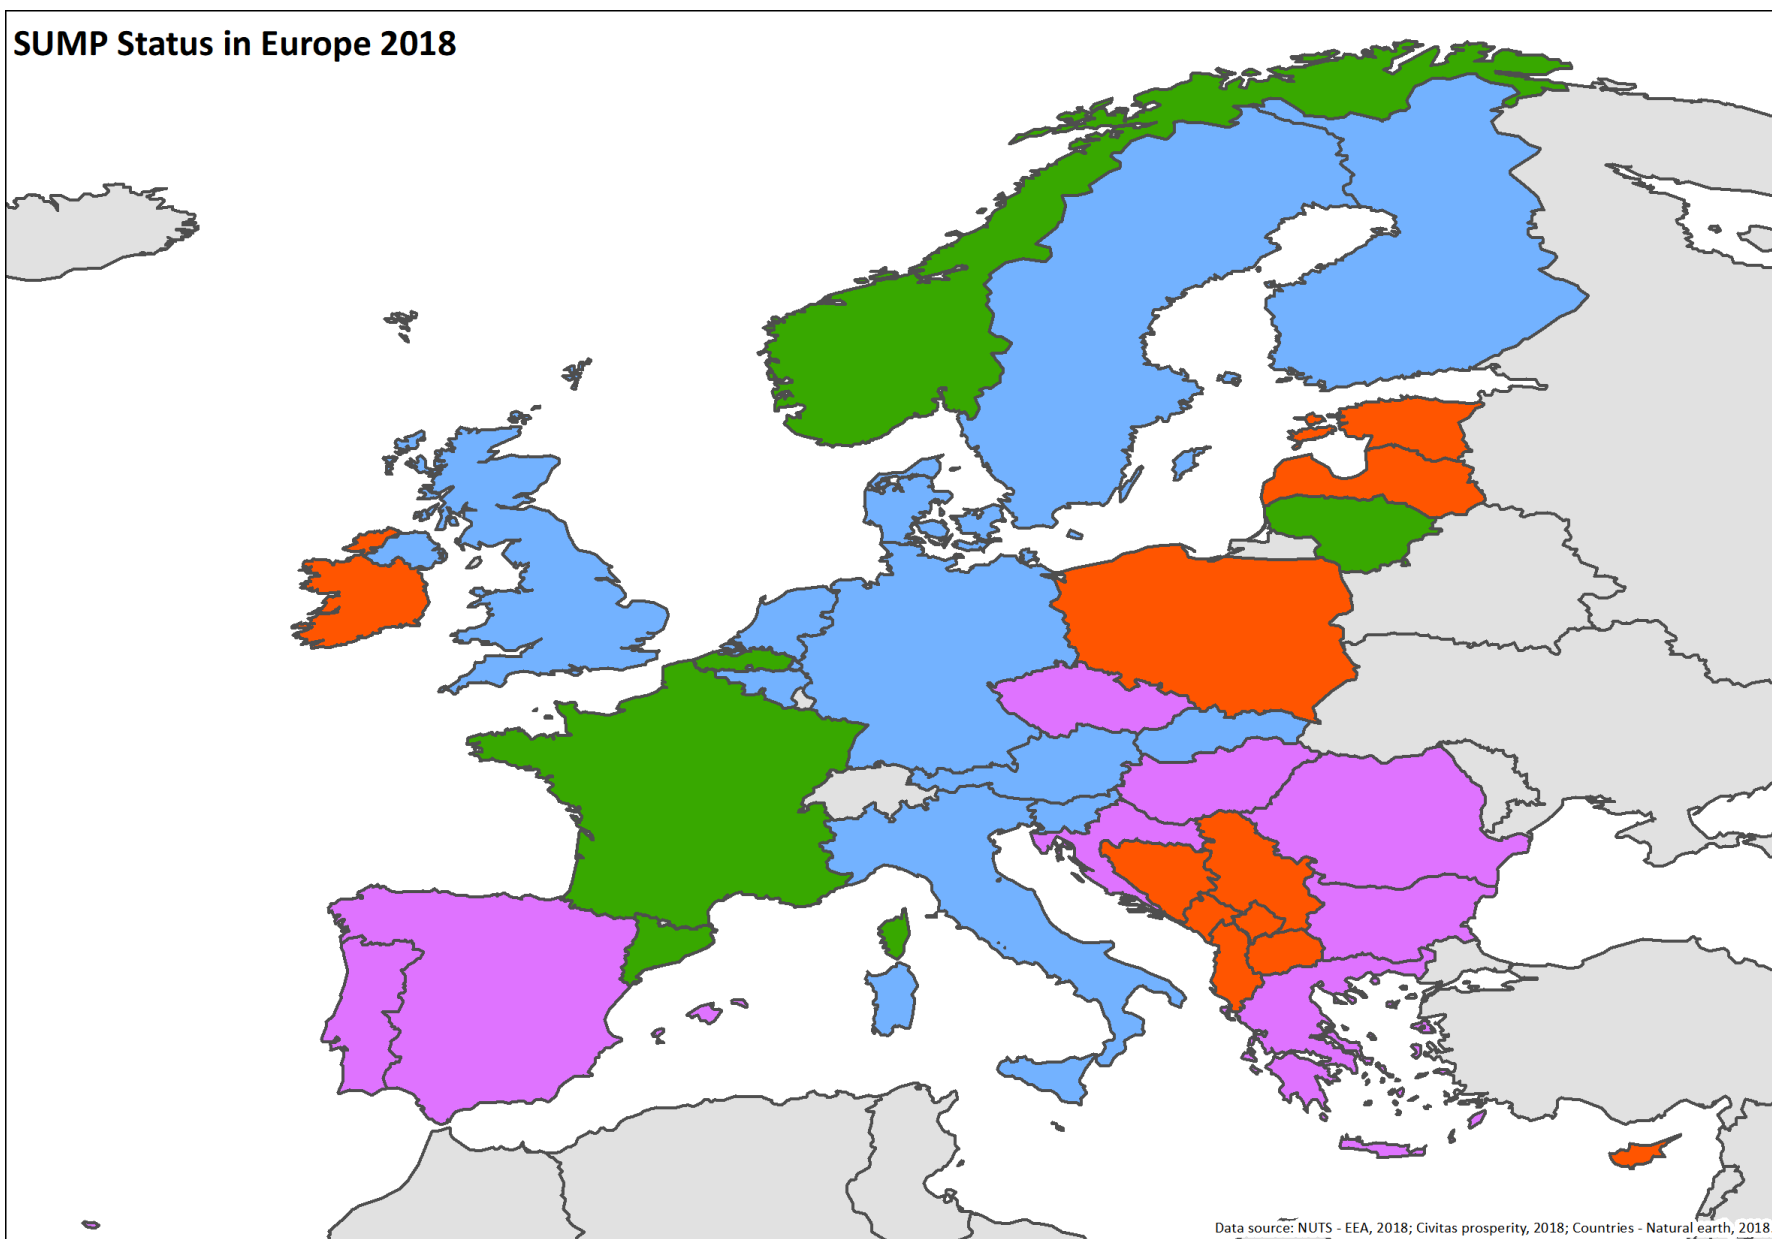 SUMP Status in Europe 2018
Data source: NUTS - EEA, 2018; Civitas prosperity, 2018; Countries - Natural earth, 2018.